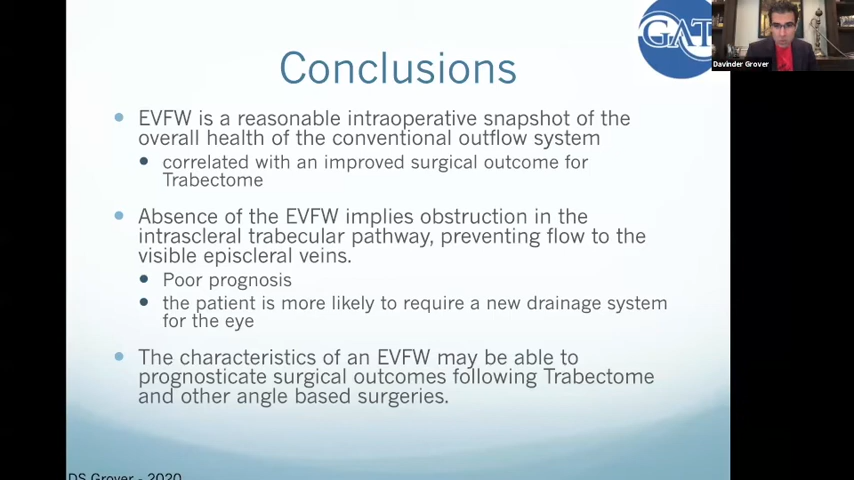 GAT
Davinder Grover
Conclusions
EVFW is a reasonable intraoperative snapshot of the
overall health of the conventional outflow system
correlated with an improved surgical outcome for
Trabectome
Absence of the EVFW implies obstruction in the
intrascleral trabecular pathway, preventing flow to the
visible episcleral veins.
Poor prognosis
the patient is more likely to require a new drainage system
for the eye
The characteristics of an EVFW may be able to
prognosticate surgical outcomes following Trabectome
and other angle based surgeries.
DS Grover - 2020